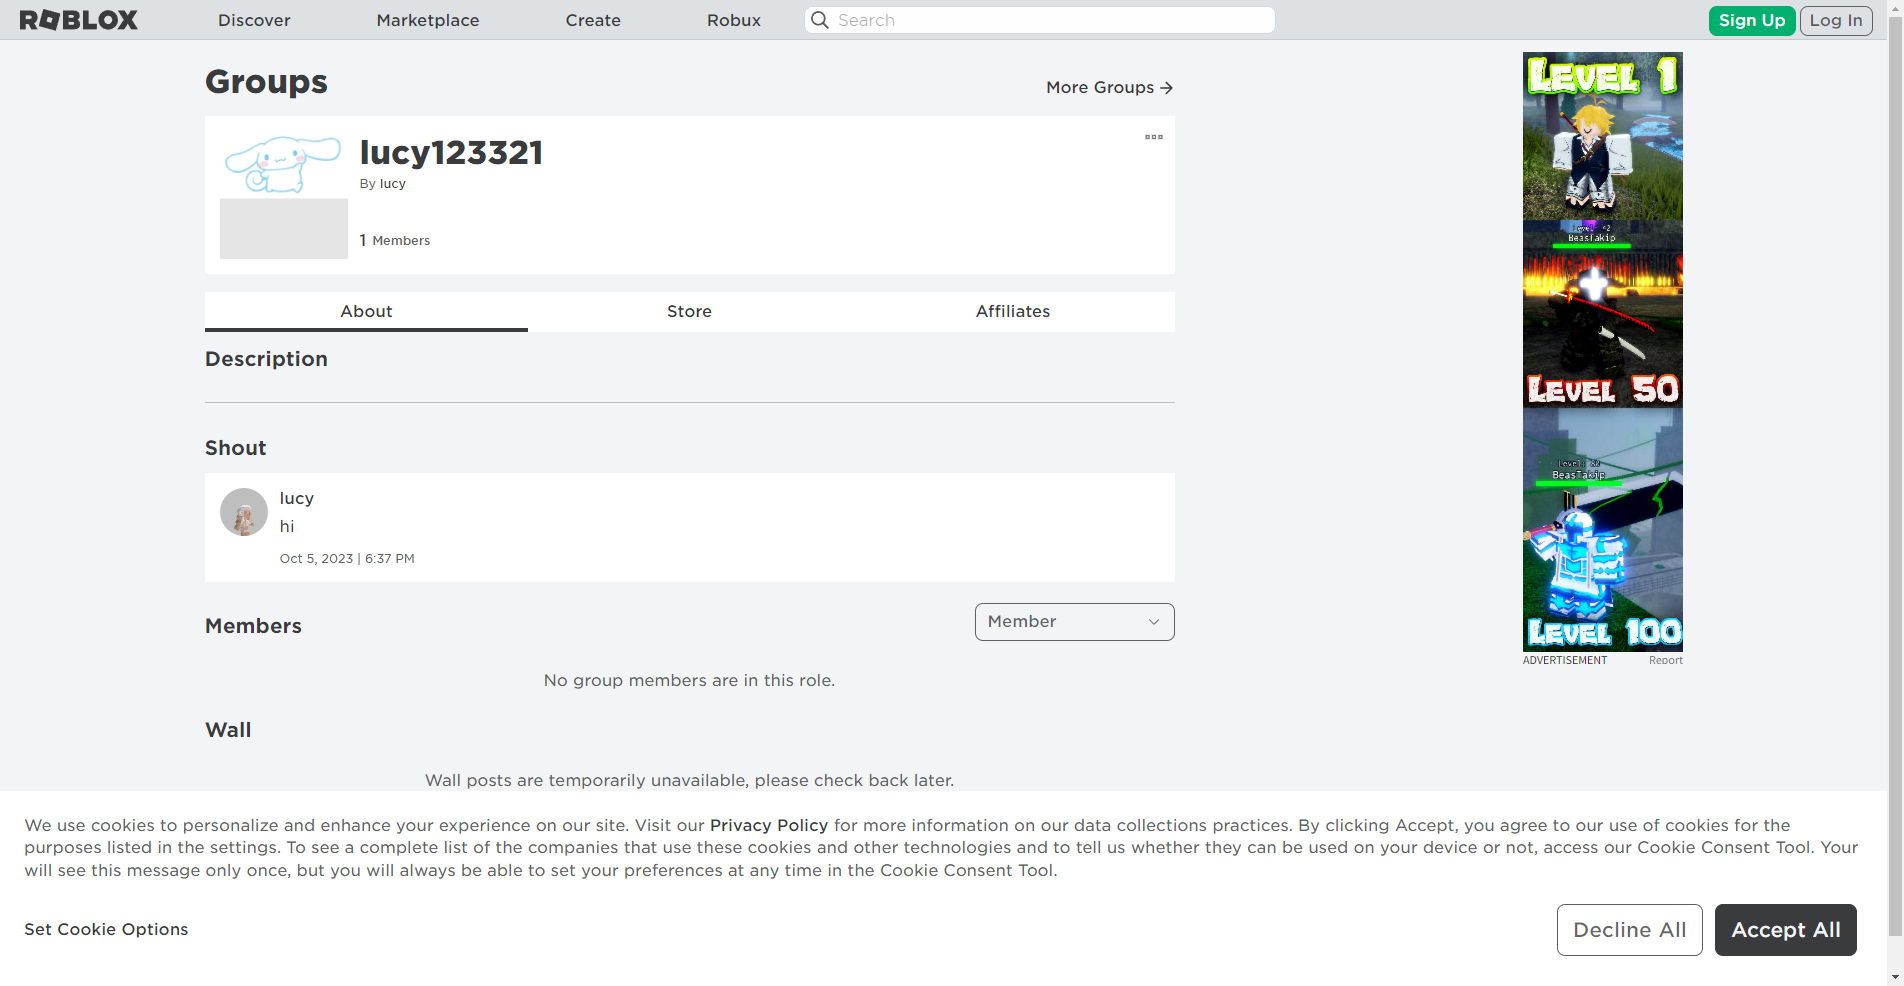 ROBLOX
Discover
Marketplace
Create
Robux
Search
Sign Up
Log In
Groups
More Groups
lucy123321
By lucy
1 Members
About
Store
Affiliates
Description
Shout
lucy
hi
Oct 5, 2023 | 6:37 PM
Members
Member
No group members are in this role.
Wall
Wall posts are temporarily unavailable, please check back later.
LEVEL 1
BeasTakip
LEVEL 50
BeasTakip
LEVEL 100
ADVERTISEMENT
Report
We use cookies to personalize and enhance your experience on our site. Visit our Privacy Policy for more information on our data collections practices. By clicking Accept, you agree to our use of cookies for the
purposes listed in the settings. To see a complete list of the companies that use these cookies and other technologies and to tell us whether they can be used on your device or not, access our Cookie Consent Tool. Your
will see this message only once, but you will always be able to set your preferences at any time in the Cookie Consent Tool.
Set Cookie Options
Decline All
Accept All